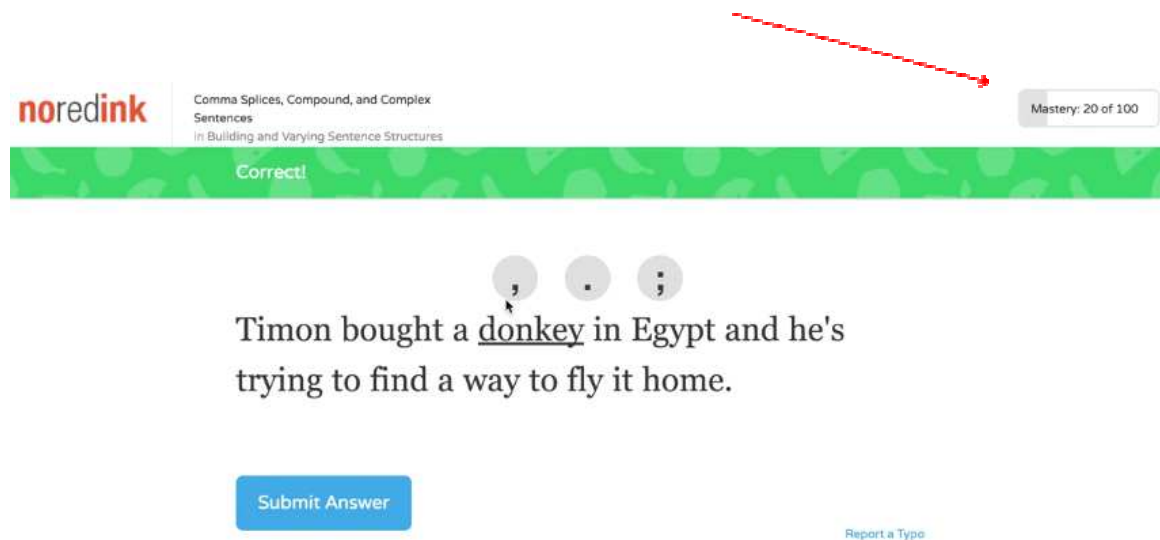 noredink
Comma Splices, Compound, and Complex
Sentences
in Building and Varying Sentence Structures
Mastery: 20 of 100
Correct!
, . ;
Timon bought a donkey in Egypt and he's
trying to find a way to fly it home.
Submit Answer
Report a Typo